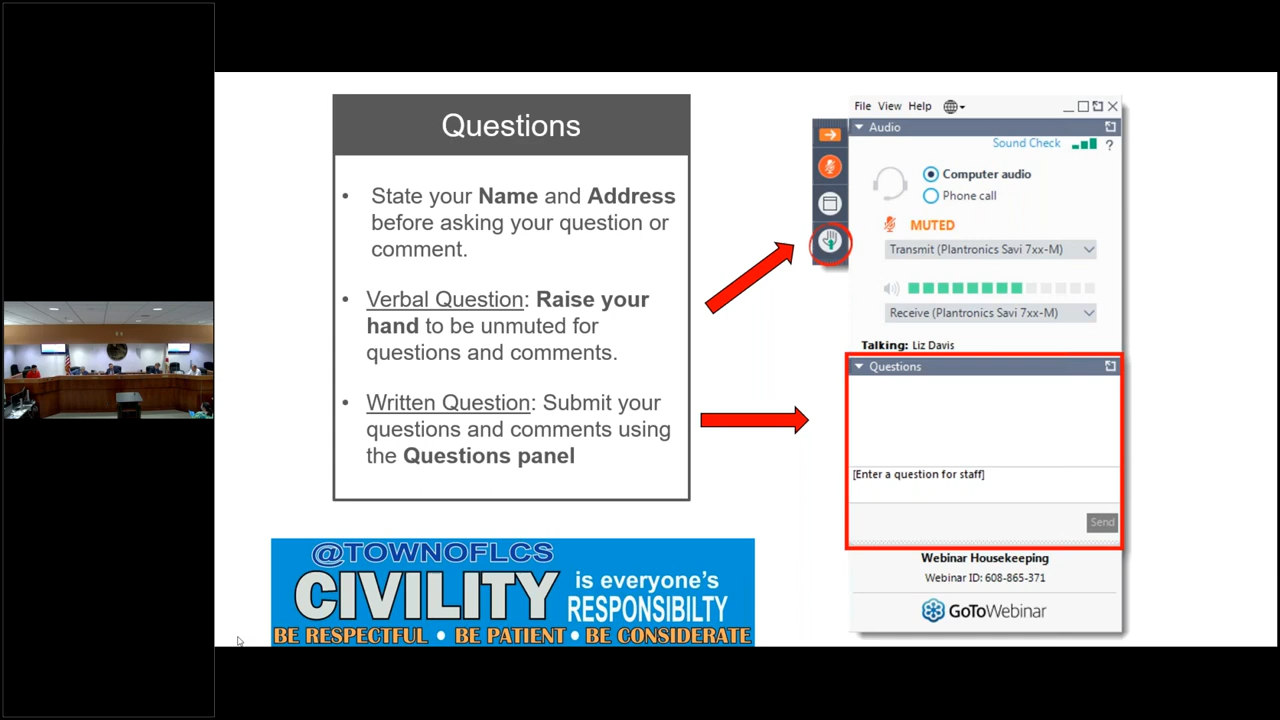 Questions
• State your Name and Address
before asking your question or
comment.
• Verbal Question: Raise your
hand to be unmuted for
questions and comments.
• Written Question: Submit your
questions and comments using
the Questions panel
@TOWNOFLCS
CIVILITY is everyone's
RESPONSIBILTY
BE RESPECTFUL • BE PATIENT • BE CONSIDERATE
File View Help
Audio
Sound Check ?
Computer audio
Phone call
MUTED
Transmit (Plantronics Savi 7xx-M)
Receive (Plantronics Savi 7xx-M)
Talking: Liz Davis
Questions
[Enter a question for staff]
Send
Webinar Housekeeping
Webinar ID: 608-865-371
GoToWebinar